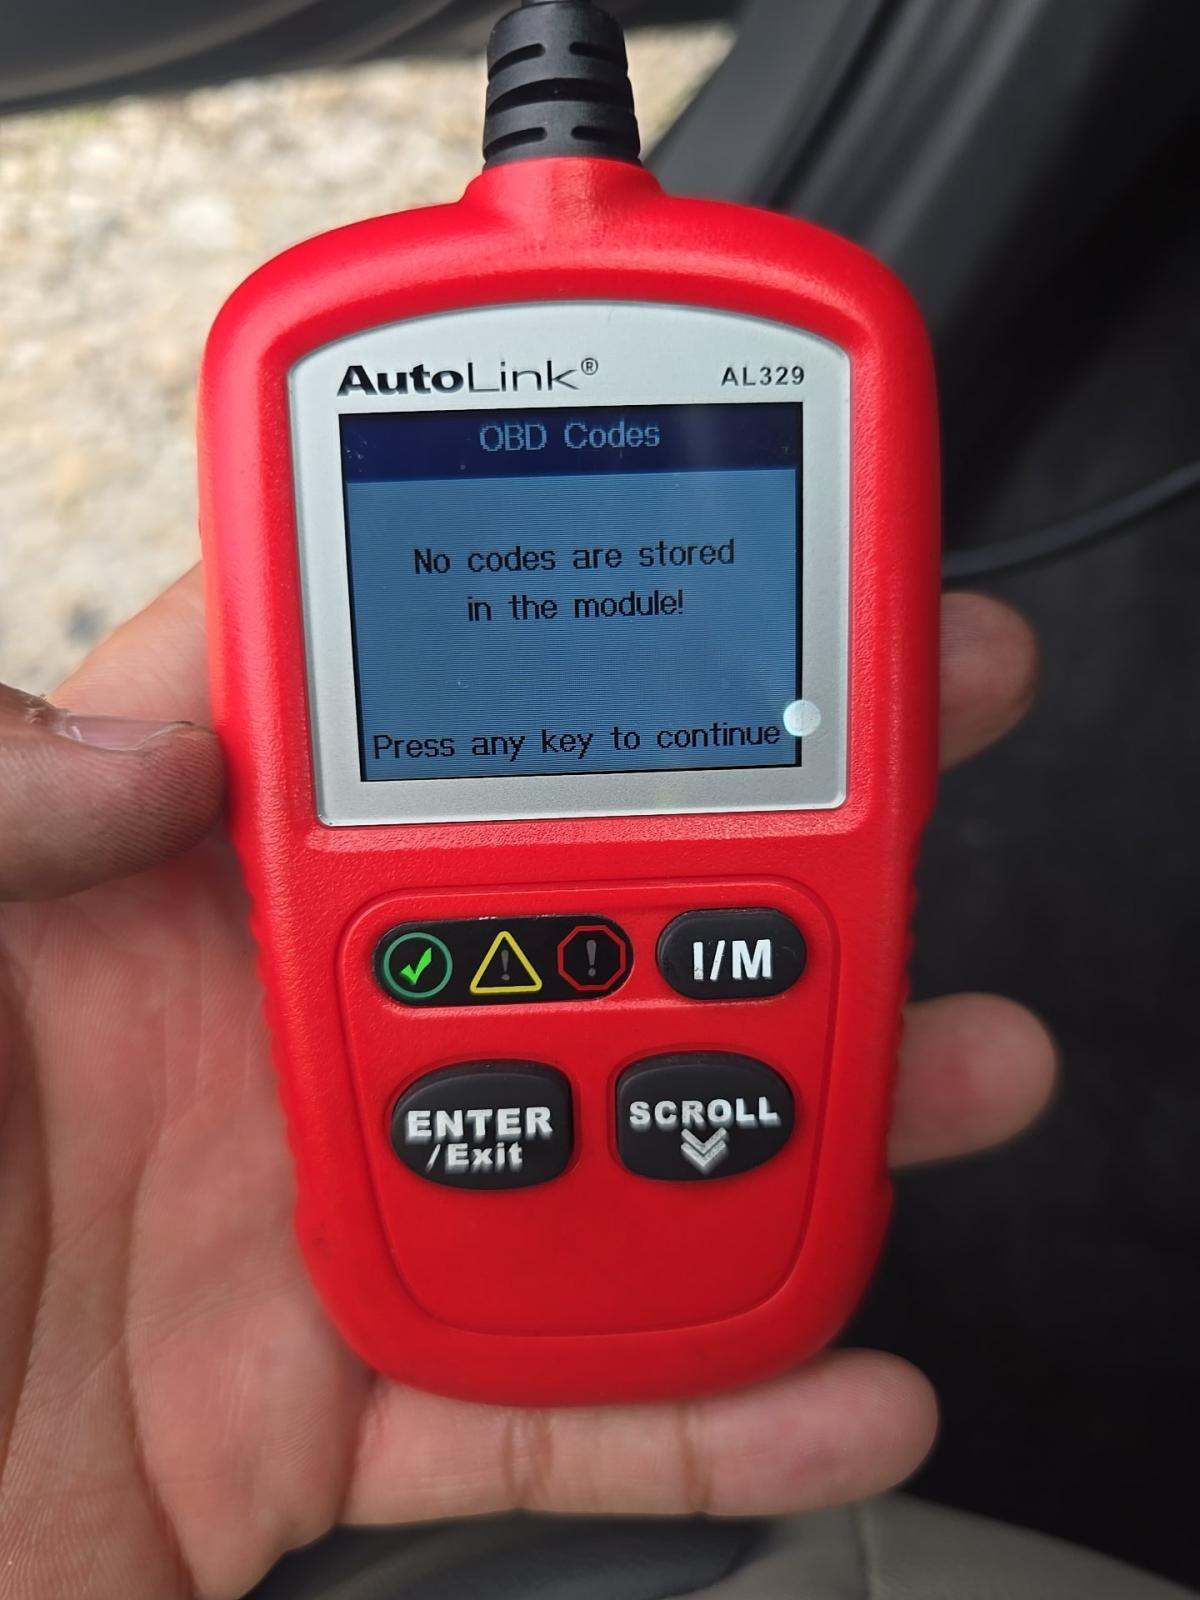 AutoLink® AL329
OBD Codes
No codes are stored
in the module!
Press any key to continue
I/M
ENTER
/Exit
SCROLL